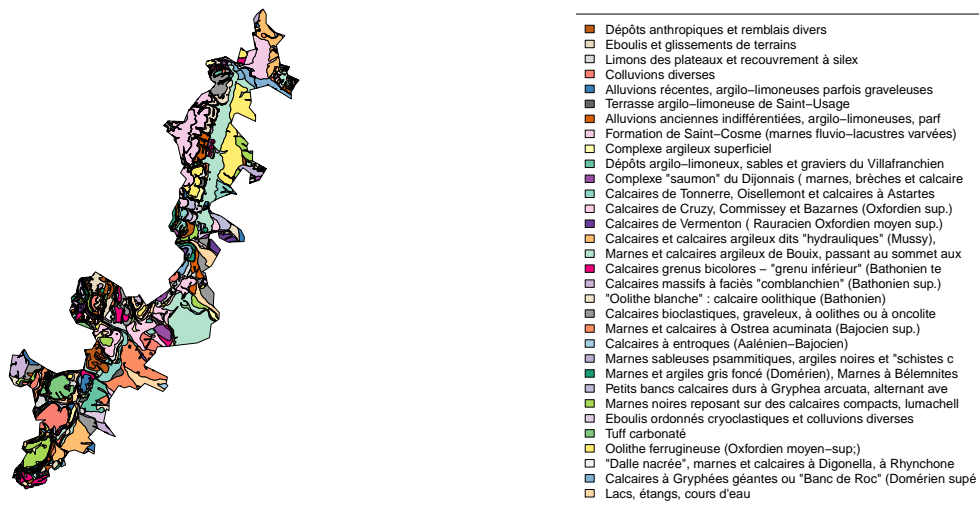 Dépôts anthropiques et remblais divers
Eboulis et glissements de terrains
Limons des plateaux et recouvrement à silex
Colluvions diverses
Alluvions récentes, argilo−limoneuses parfois graveleuses
Terrasse argilo−limoneuse de Saint−Usage
Alluvions anciennes indifférentiées, argilo−limoneuses, parf
Formation de Saint−Cosme (marnes fluvio−lacustres varvées)
Complexe argileux superficiel
Dépôts argilo−limoneux, sables et graviers du Villafranchien
Complexe "saumon" du Dijonnais ( marnes, brèches et calcaire
Calcaires de Tonnerre, Oisellemont et calcaires à Astartes
Calcaires de Cruzy, Commissey et Bazarnes (Oxfordien sup.)
Calcaires de Vermenton ( Rauracien Oxfordien moyen sup.)
Calcaires et calcaires argileux dits "hydrauliques" (Mussy),
Marnes et calcaires argileux de Bouix, passant au sommet aux
Calcaires grenus bicolores − "grenu inférieur" (Bathonien te
Calcaires massifs à faciès "comblanchien" (Bathonien sup.)
"Oolithe blanche" : calcaire oolithique (Bathonien)
Calcaires bioclastiques, graveleux, à oolithes ou à oncolite
Marnes et calcaires à Ostrea acuminata (Bajocien sup.)
Calcaires à entroques (Aalénien−Bajocien)
Marnes sableuses psammitiques, argiles noires et "schistes c
Marnes et argiles gris foncé (Domérien), Marnes à Bélemnites
Petits bancs calcaires durs à Gryphea arcuata, alternant ave
Marnes noires reposant sur des calcaires compacts, lumachell
Eboulis ordonnés cryoclastiques et colluvions diverses
Tuff carbonaté
Oolithe ferrugineuse (Oxfordien moyen−sup;)
"Dalle nacrée", marnes et calcaires à Digonella, à Rhynchone
Calcaires à Gryphées géantes ou "Banc de Roc" (Domérien supé
Lacs, étangs, cours d'eau